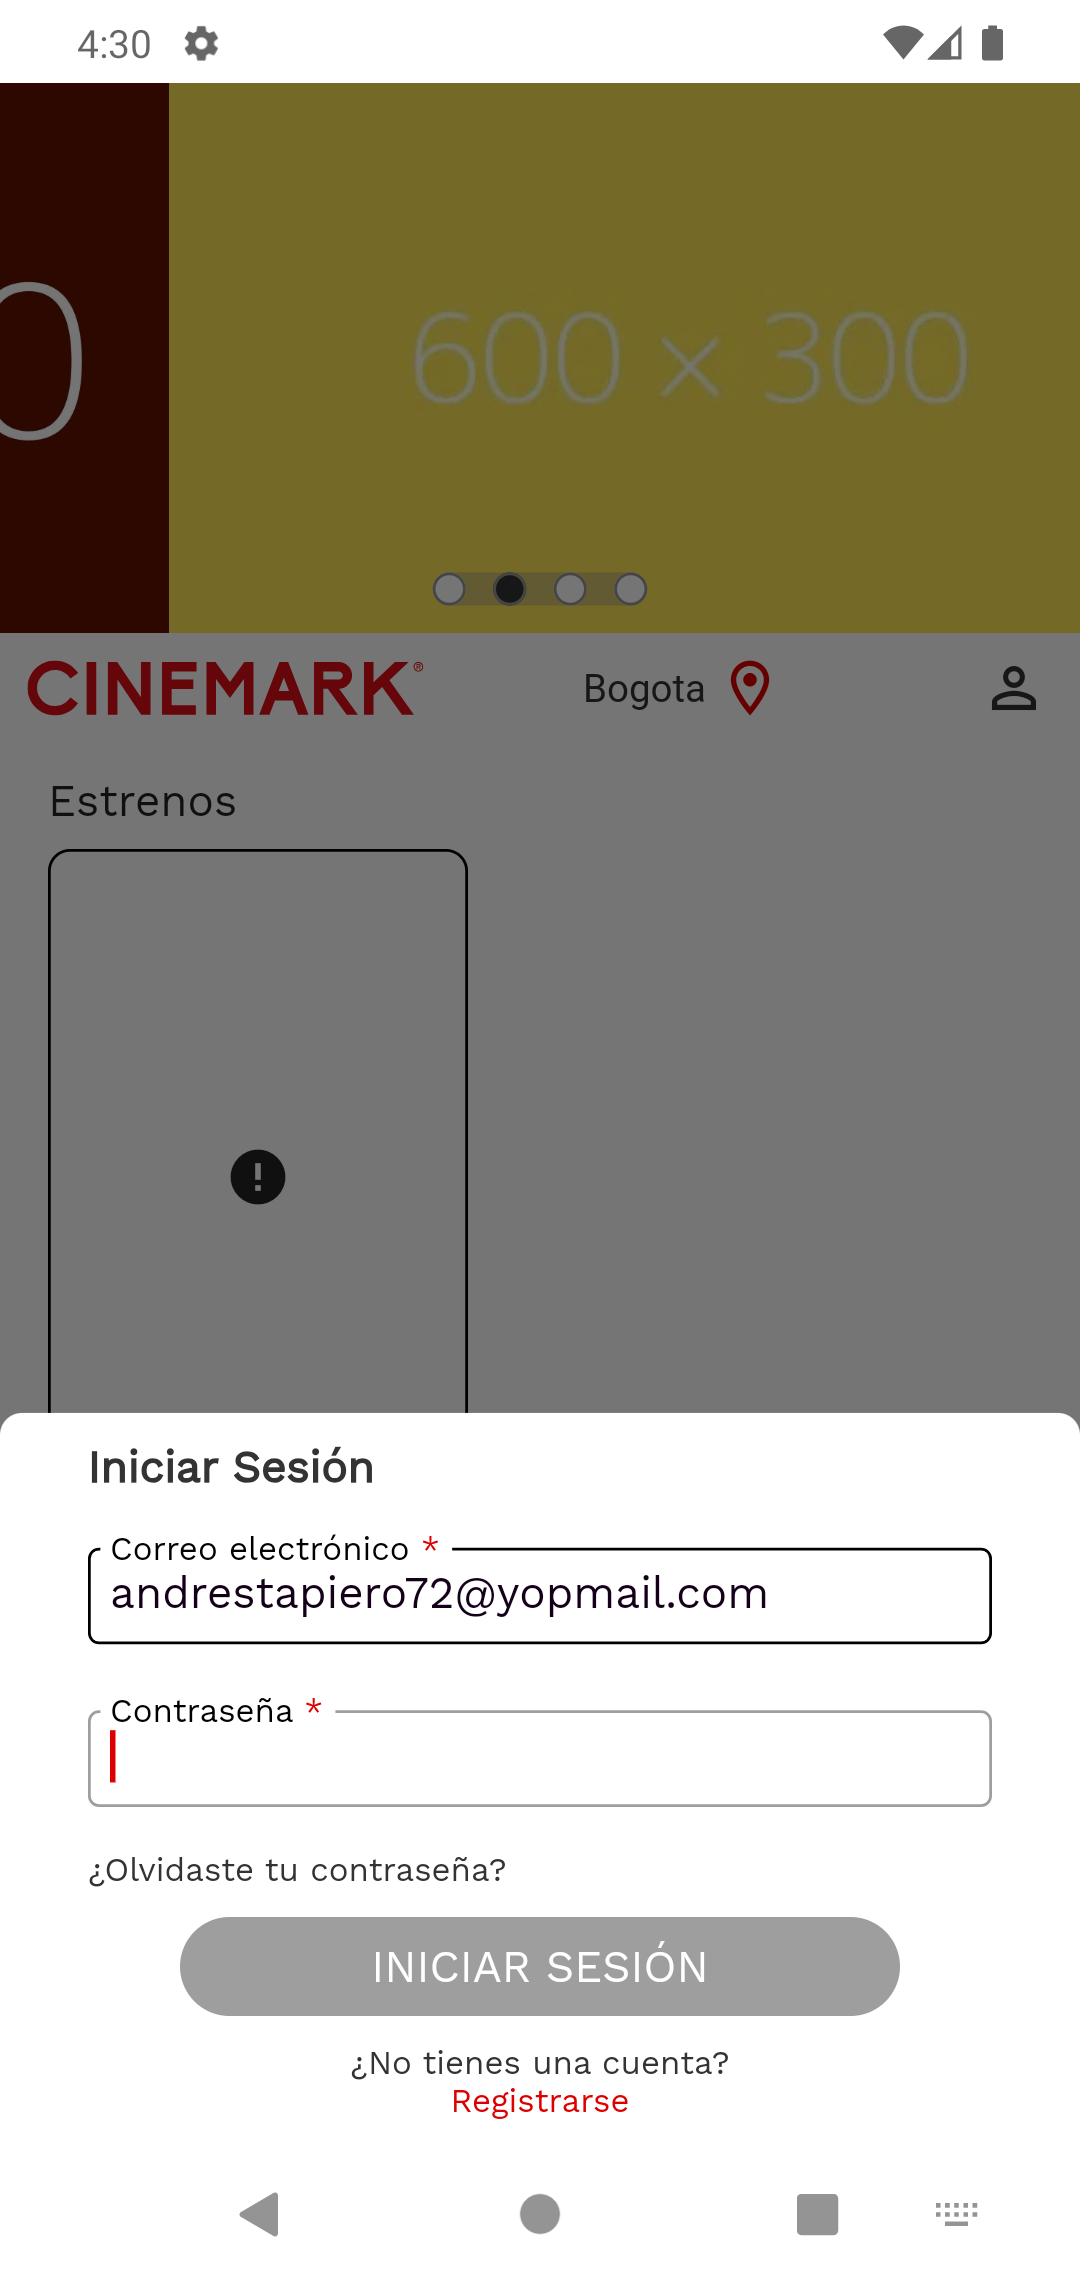 4:30
0
600 × 300
CINEMARK®
Bogota
Estrenos
Iniciar Sesión
Correo electrónico *
andrestapiero72@yopmail.com
Contraseña *
¿Olvidaste tu contraseña?
INICIAR SESIÓN
¿No tienes una cuenta?
Registrarse